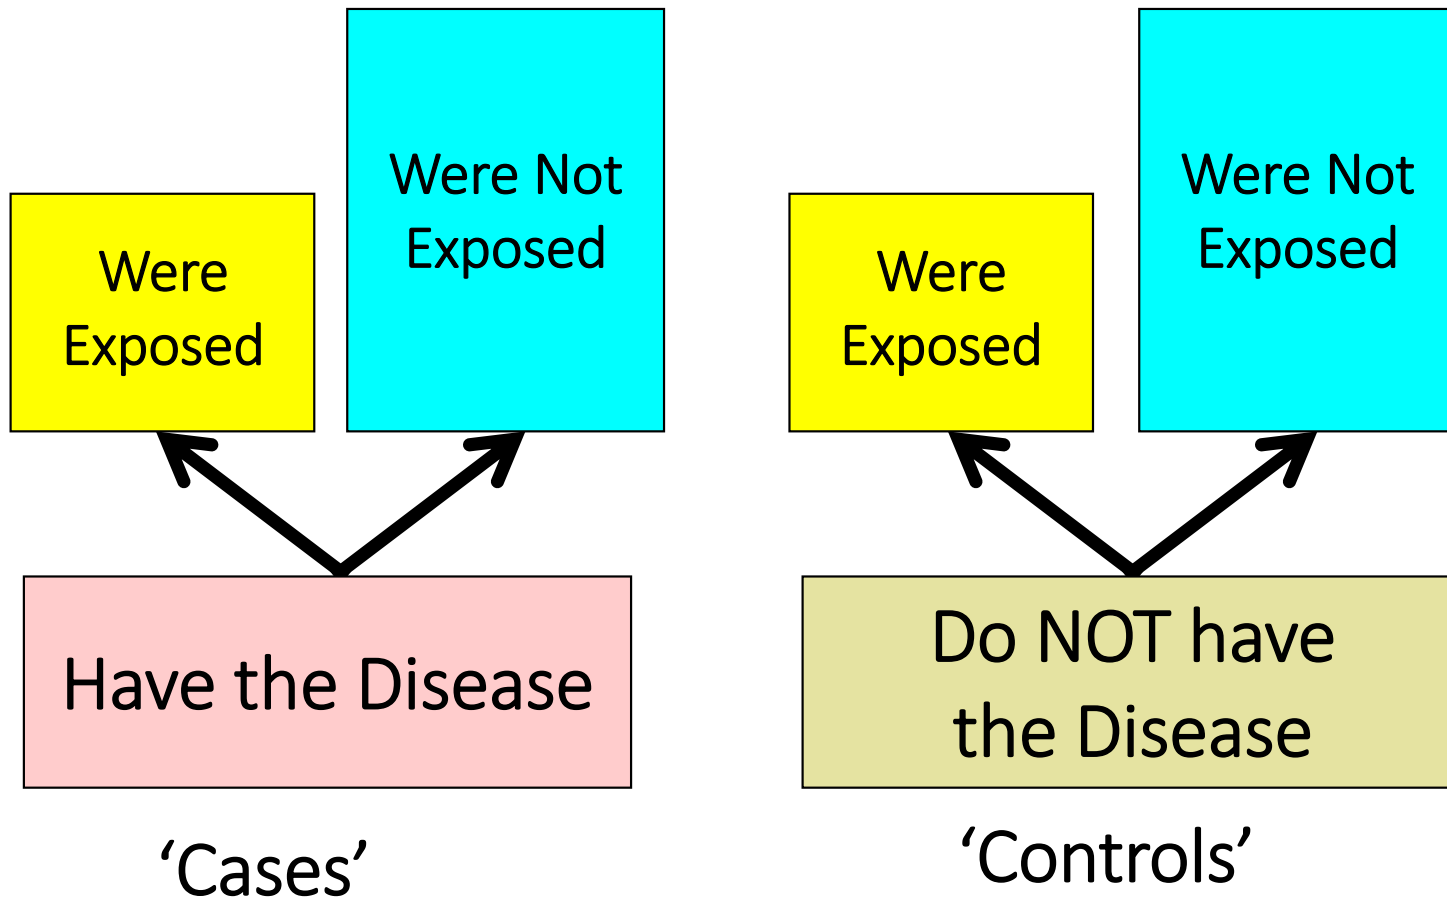 Were
Exposed
Were Not
Exposed
Were
Exposed
Were Not
Exposed
Have the Disease
Do NOT have
the Disease
‘Cases’
‘Controls’